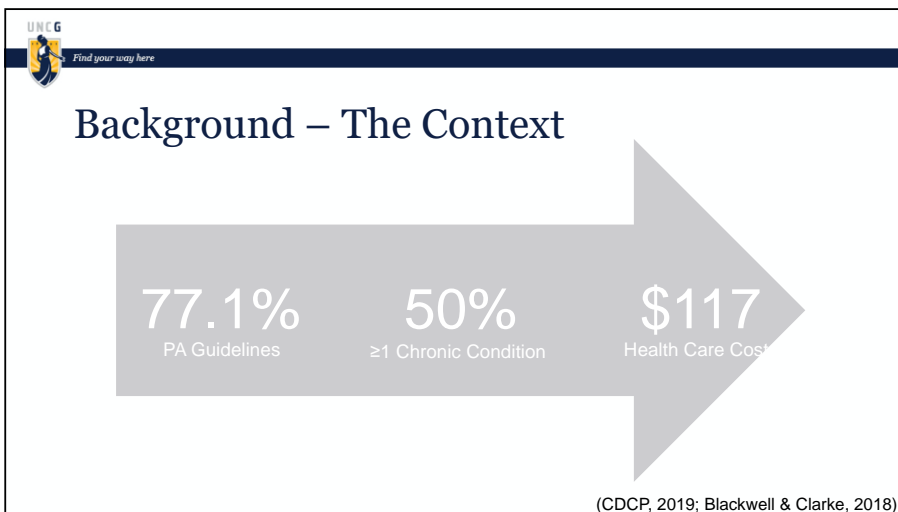 UNCG
Find your way here
Background – The Context
77.1% 50% $117
PA Guidelines ≥1 Chronic Condition Health Care Cost
(CDCP, 2019; Blackwell & Clarke, 2018)